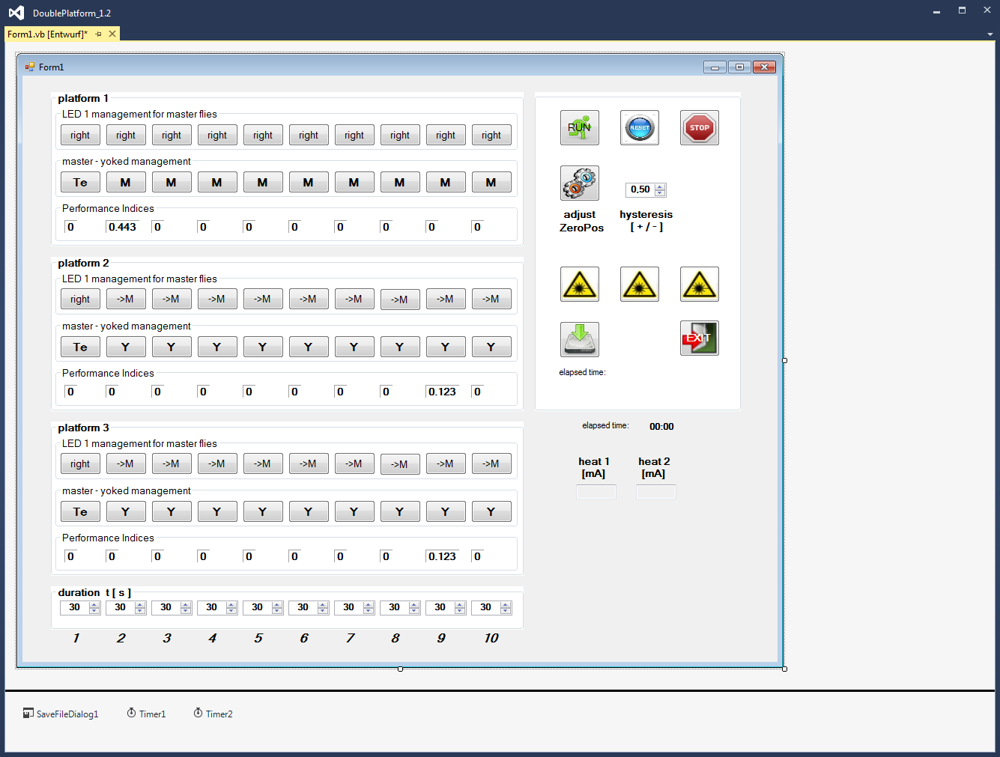 DoublePlatform_1.2
Form1.vb [Entwurf]*
Form1
platform 1
LED 1 management for master flies
right right right right right right right right right right
master - yoked management
Te M M M M M M M M M
Performance Indices
0 0.443 0 0 0 0 0 0 0 0
platform 2
LED 1 management for master flies
right ->M ->M ->M ->M ->M ->M ->M ->M ->M
master - yoked management
Te Y Y Y Y Y Y Y Y Y
Performance Indices
0 0 0 0 0 0 0 0 0.123 0
platform 3
LED 1 management for master flies
right ->M ->M ->M ->M ->M ->M ->M ->M ->M
master - yoked management
Te Y Y Y Y Y Y Y Y Y
Performance Indices
0 0 0 0 0 0 0 0 0.123 0
duration t [ s ]
30 30 30 30 30 30 30 30 30 30
1 2 3 4 5 6 7 8 9 10
RUN RESET STOP
0.50
adjust
ZeroPos
hysteresis
[ + / - ]
EXIT
elapsed time:
elapsed time: 00:00
heat 1
[mA]
heat 2
[mA]
SaveFileDialog1 Timer1 Timer2